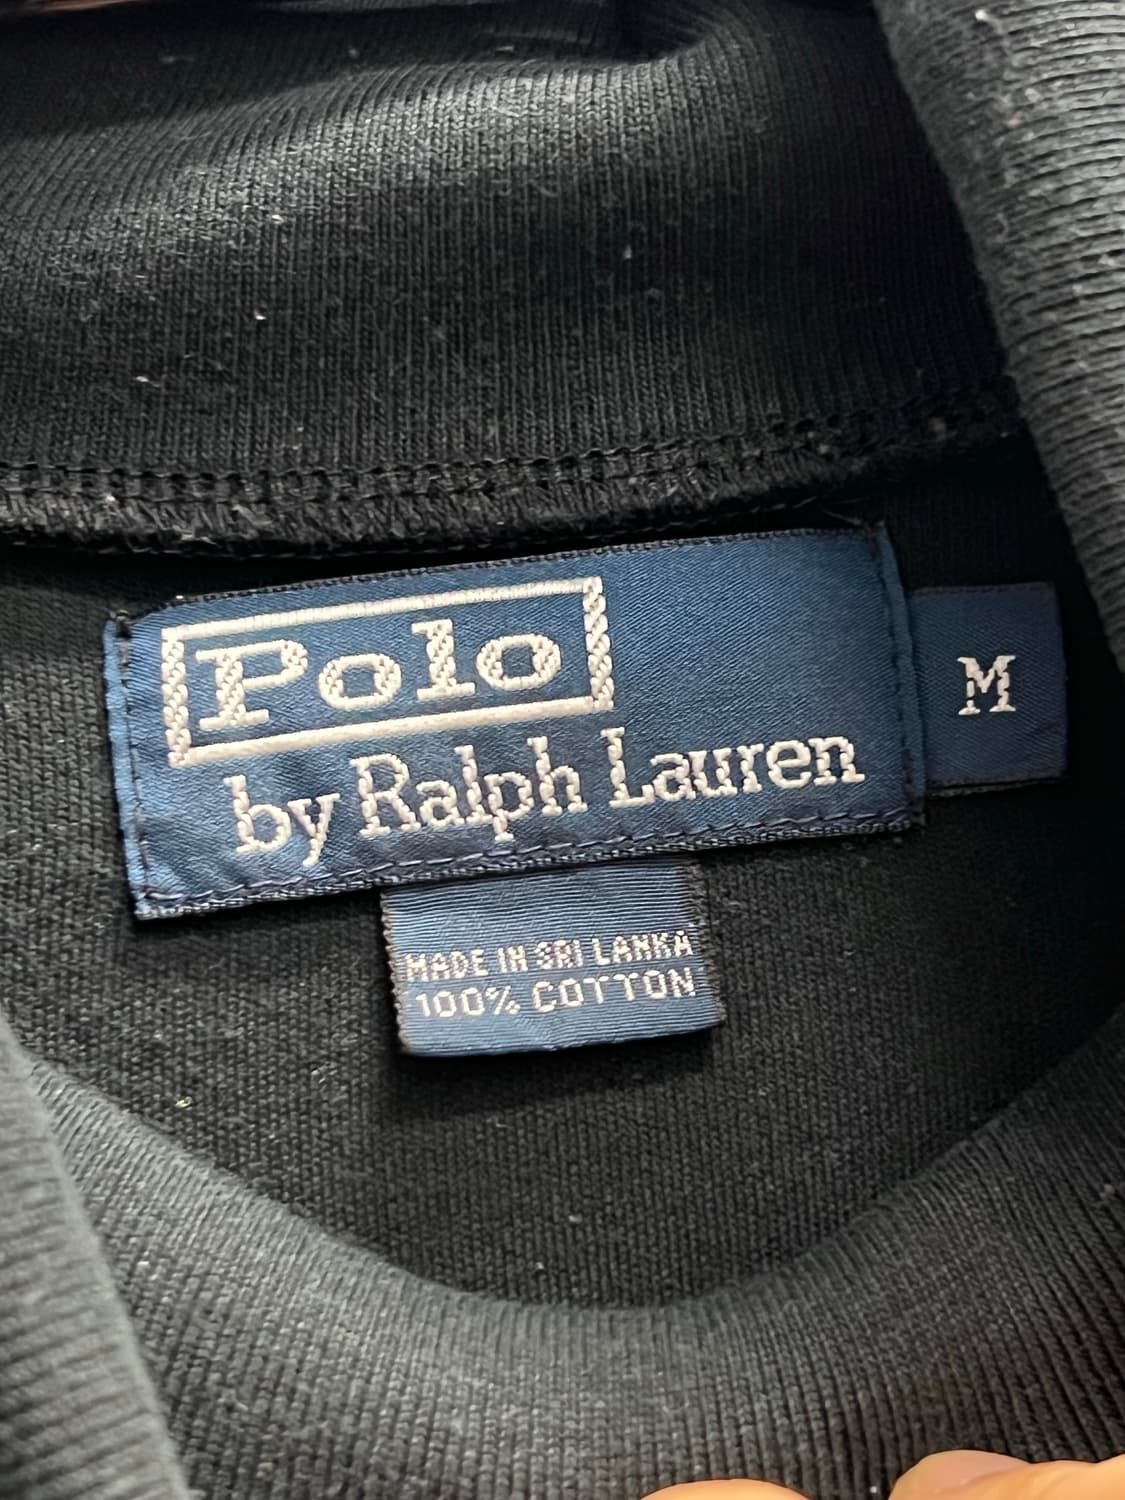 Polo
by Ralph Lauren
M
MADE IN SRI LANKA
100% COTTON